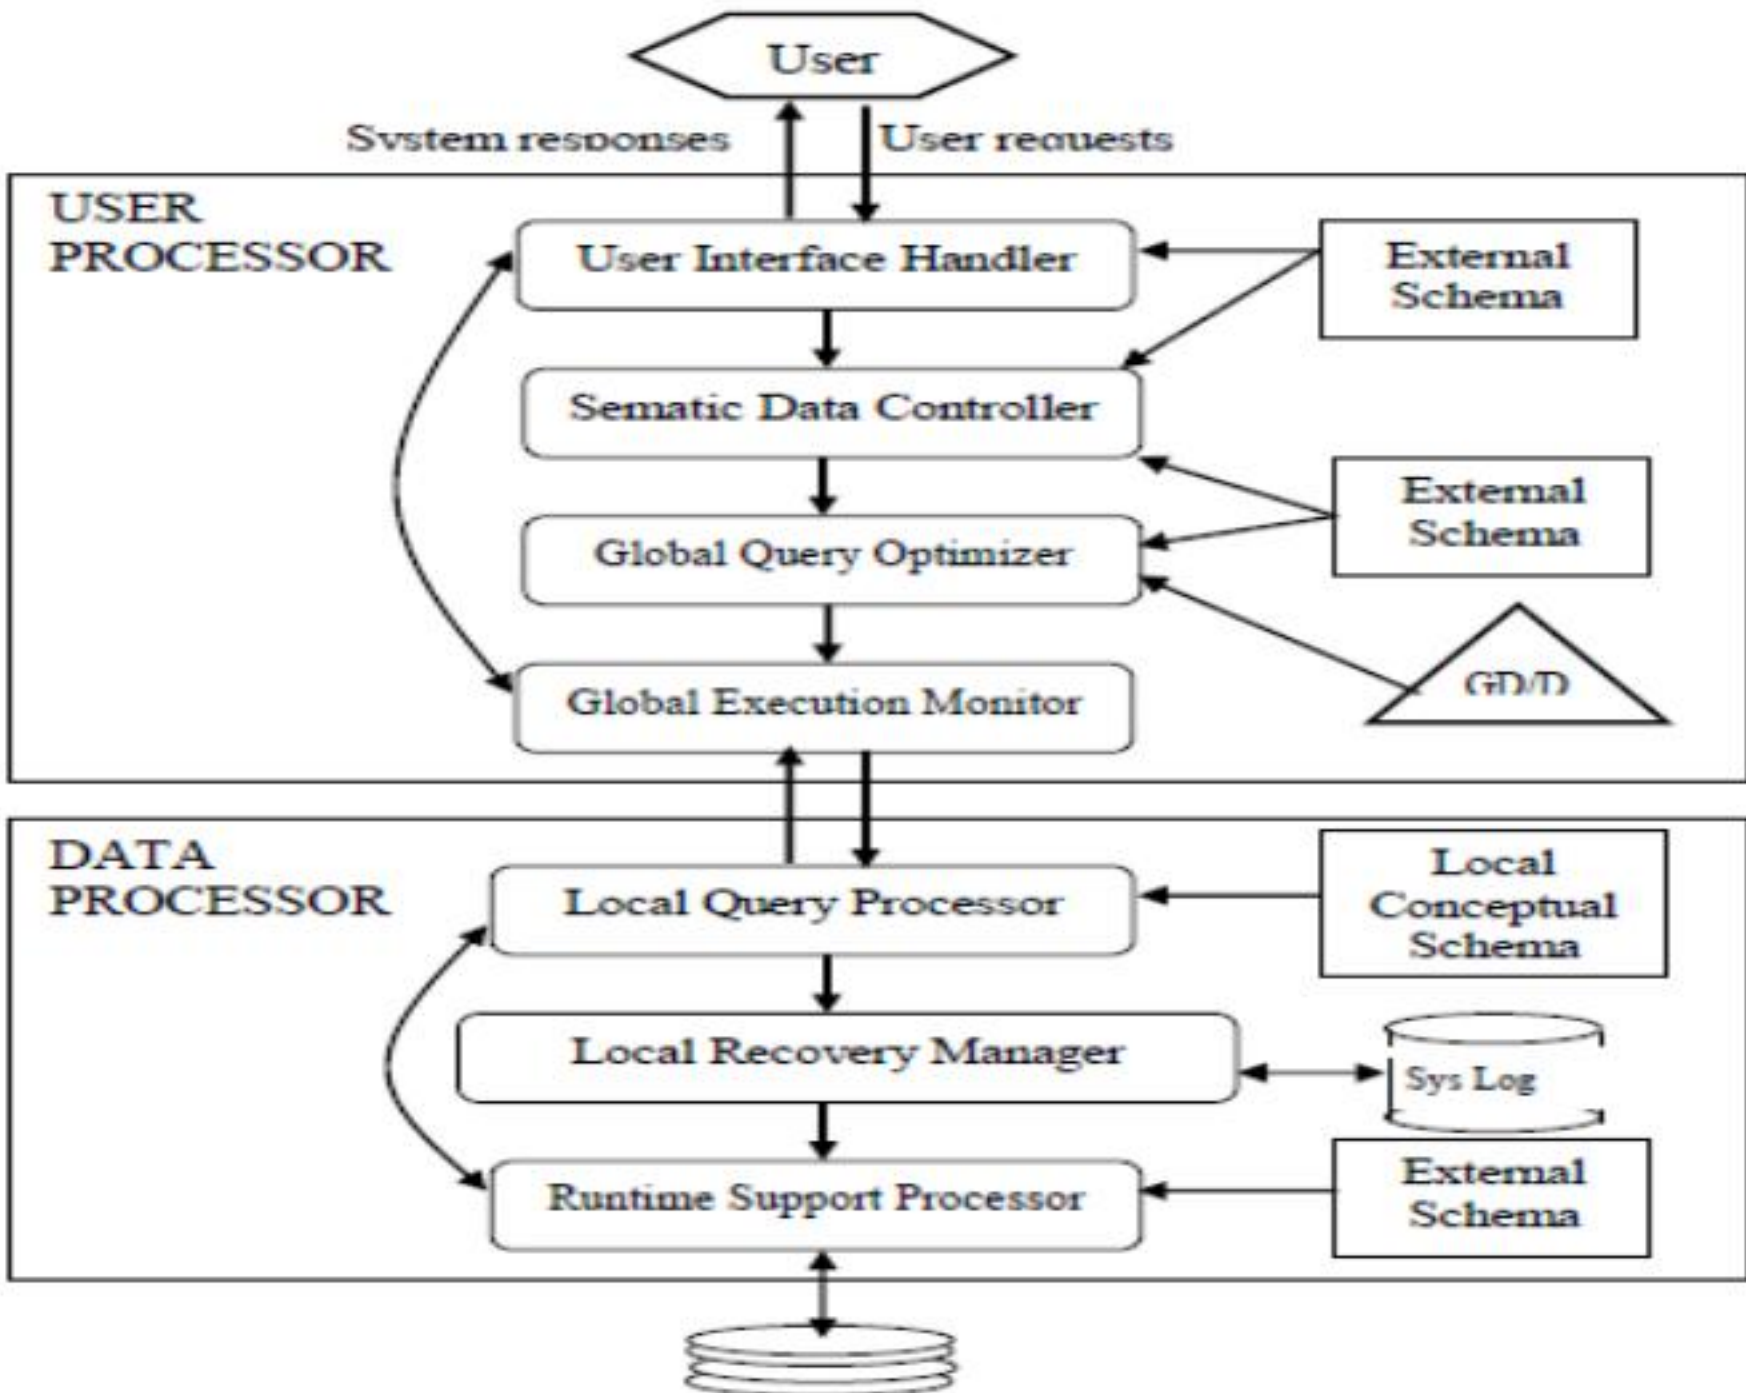 User
System responses
User requests
USER
PROCESSOR
User Interface Handler
External
Schema
Sematic Data Controller
External
Schema
Global Query Optimizer
GD/D
Global Execution Monitor
DATA
PROCESSOR
Local Query Processor
Local
Conceptual
Schema
Local Recovery Manager
Sys Log
Runtime Support Processor
External
Schema